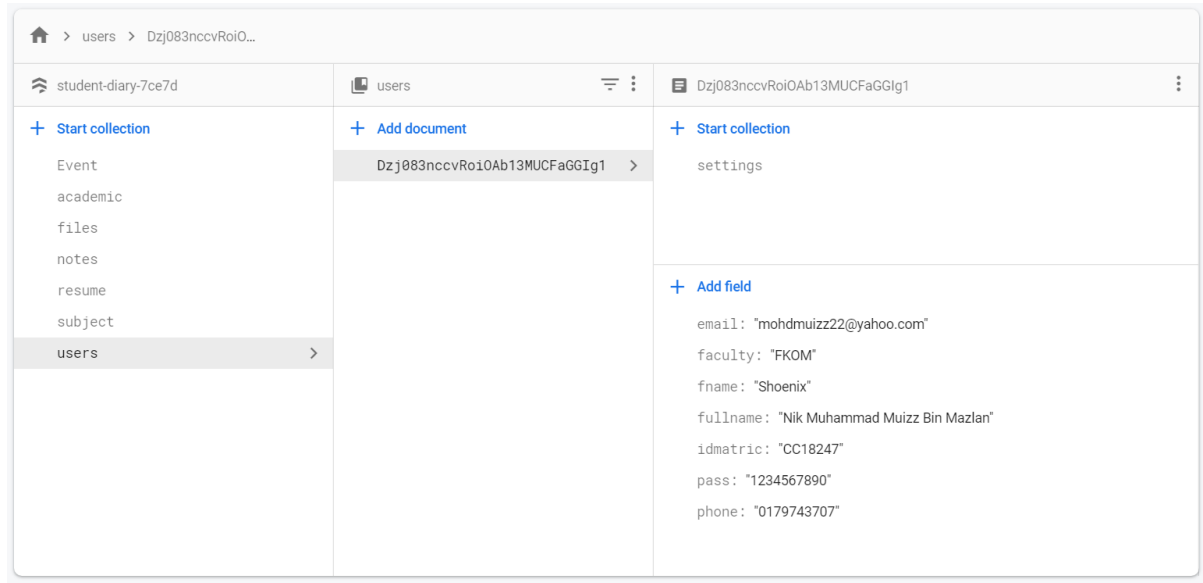 users > Dzj083nccvRoiO...
student-diary-7ce7d
+ Start collection
Event
academic
files
notes
resume
subject
users
users
+ Add document
Dzj083nccvRoiOAb13MUCFaGGIg1
Dzj083nccvRoiOAb13MUCFaGGIg1
+ Start collection
settings
+ Add field
email: "mohdmuizz22@yahoo.com"
faculty: "FKOM"
fname: "Shoenix"
fullname: "Nik Muhammad Muizz Bin Mazlan"
idmatric: "CC18247"
pass: "1234567890"
phone: "0179743707"